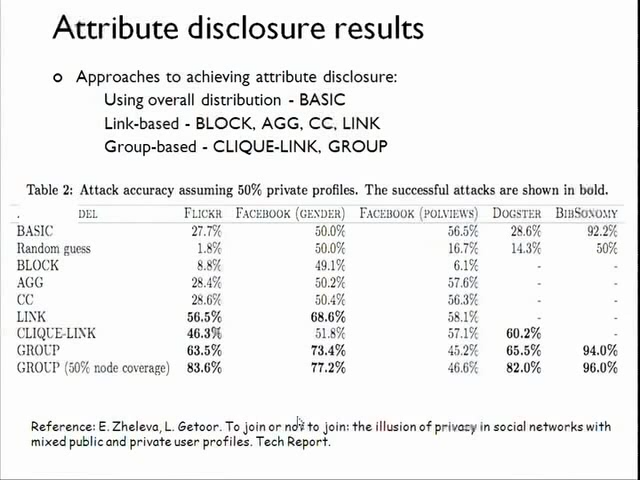 Attribute disclosure results
Approaches to achieving attribute disclosure:
Using overall distribution - BASIC
Link-based - BLOCK, AGG, CC, LINK
Group-based - CLIQUE-LINK, GROUP
Table 2: Attack accuracy assuming 50% private profiles. The successful attacks are shown in bold.
DEL FLICKR FACEBOOK (GENDER) FACEBOOK (POLVIEWS) DOGSTER BIBSONOMY
BASIC 27.7% 50.0% 56.5% 28.6% 92.2%
Random guess 1.8% 50.0% 16.7% 14.3% 50%
BLOCK 8.8% 49.1% 6.1% - -
AGG 28.4% 50.2% 57.6% - -
CC 28.6% 50.4% 56.3% - -
LINK 56.5% 68.6% 58.1% - -
CLIQUE-LINK 46.3% 51.8% 57.1% 60.2% -
GROUP 63.5% 73.4% 45.2% 65.5% 94.0%
GROUP (50% node coverage) 83.6% 77.2% 46.6% 82.0% 96.0%
Reference: E. Zheleva, L. Getoor. To join or not to join: the illusion of privacy in social networks with
mixed public and private user profiles. Tech Report.